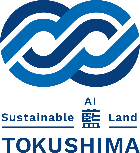 AI
Sustainable 藍 Land
TOKUSHIMA